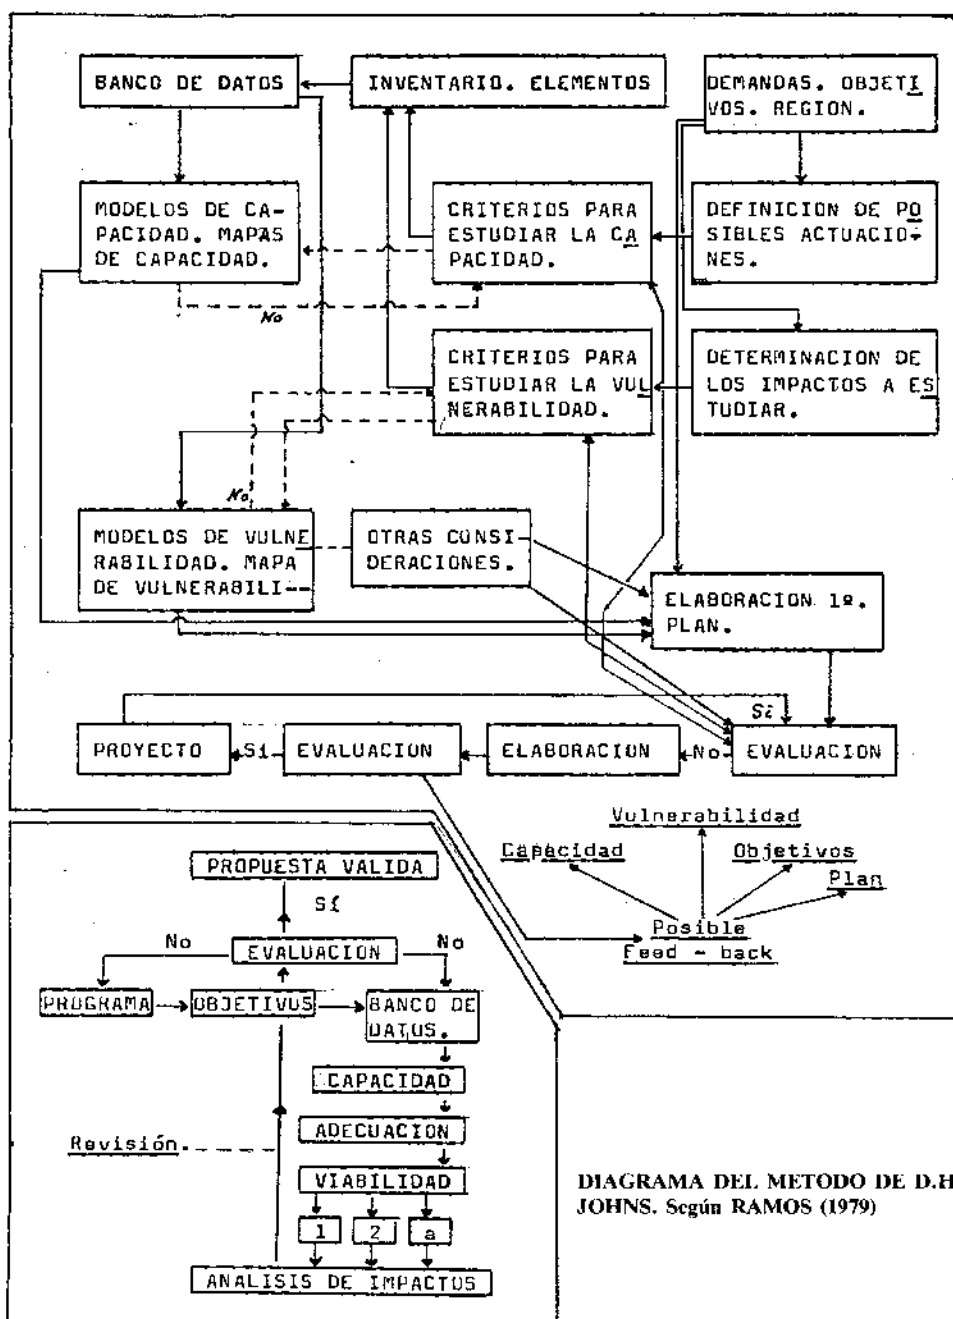 BANCO DE DATOS
INVENTARIO. ELEMENTOS
DEMANDAS. OBJETI
VOS. REGION.
MODELOS DE CA-
PACIDAD. MAPAS
DE CAPACIDAD.
CRITERIOS PARA
ESTUDIAR LA CA
PACIDAD.
DEFINICION DE PO
SIBLES ACTUACIO-
NES.
No
CRITERIOS PARA
ESTUDIAR LA VUL
NERABILIDAD.
DETERMINACION DE
LOS IMPACTOS A ES
TUDIAR.
No
MODELOS DE VULNE
RABILIDAD. MAPA
DE VULNERABILI--
OTRAS CONSI-
DERACIONES.
ELABORACION 1º.
PLAN.
Sí
PROYECTO
Sí
EVALUACION
ELABORACION
No
EVALUACION
Vulnerabilidad
Capacidad
Objetivos
Plan
Posible
Feed - back
PROPUESTA VALIDA
Sí
No
EVALUACION
No
PROGRAMA
OBJETIVOS
BANCO DE
DATOS.
CAPACIDAD
ADECUACION
Revisión.
VIABILIDAD
1
2
a
ANALISIS DE IMPACTOS
DIAGRAMA DEL METODO DE D.H
JOHNS. Según RAMOS (1979)